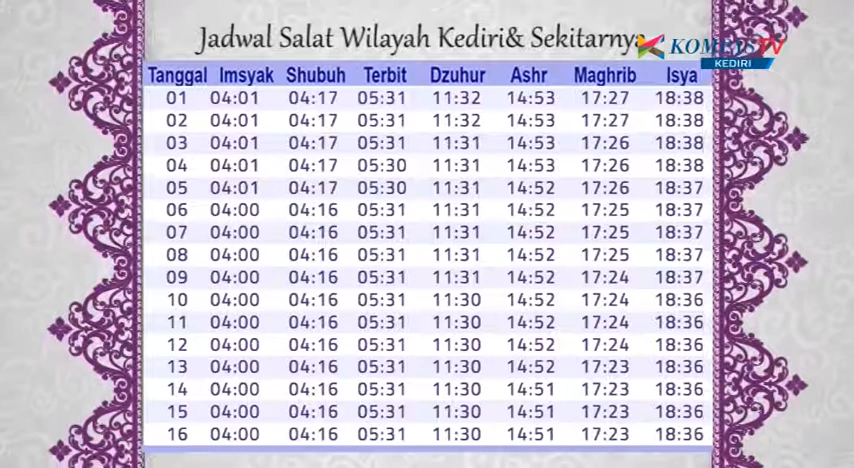 Jadwal Salat Wilayah Kediri& Sekitarnya
KOMPAS TV
KEDIRI
Tanggal Imsyak Shubuh Terbit Dzuhur Ashr Maghrib Isya
01 04:01 04:17 05:31 11:32 14:53 17:27 18:38
02 04:01 04:17 05:31 11:32 14:53 17:27 18:38
03 04:01 04:17 05:31 11:31 14:53 17:26 18:38
04 04:01 04:17 05:30 11:31 14:53 17:26 18:38
05 04:01 04:17 05:30 11:31 14:52 17:26 18:37
06 04:00 04:16 05:31 11:31 14:52 17:25 18:37
07 04:00 04:16 05:31 11:31 14:52 17:25 18:37
08 04:00 04:16 05:31 11:31 14:52 17:25 18:37
09 04:00 04:16 05:31 11:31 14:52 17:24 18:37
10 04:00 04:16 05:31 11:30 14:52 17:24 18:36
11 04:00 04:16 05:31 11:30 14:52 17:24 18:36
12 04:00 04:16 05:31 11:30 14:52 17:24 18:36
13 04:00 04:16 05:31 11:30 14:52 17:23 18:36
14 04:00 04:16 05:31 11:30 14:51 17:23 18:36
15 04:00 04:16 05:31 11:30 14:51 17:23 18:36
16 04:00 04:16 05:31 11:30 14:51 17:23 18:36